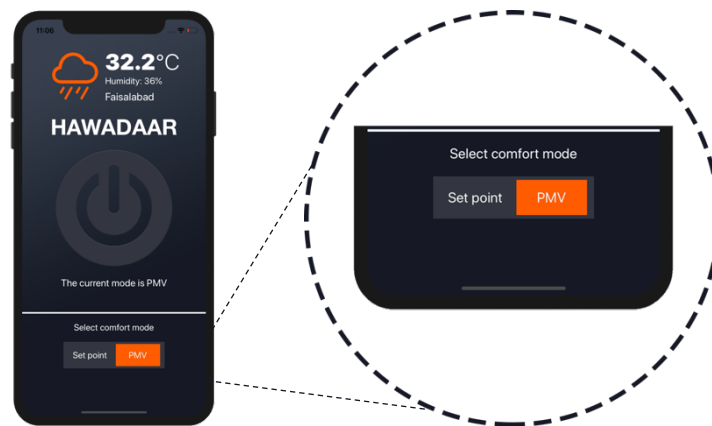 11:06
32.2°C
Humidity: 36%
Faisalabad
HAWADAAR
The current mode is PMV
Select comfort mode
Set point PMV
Select comfort mode
Set point PMV